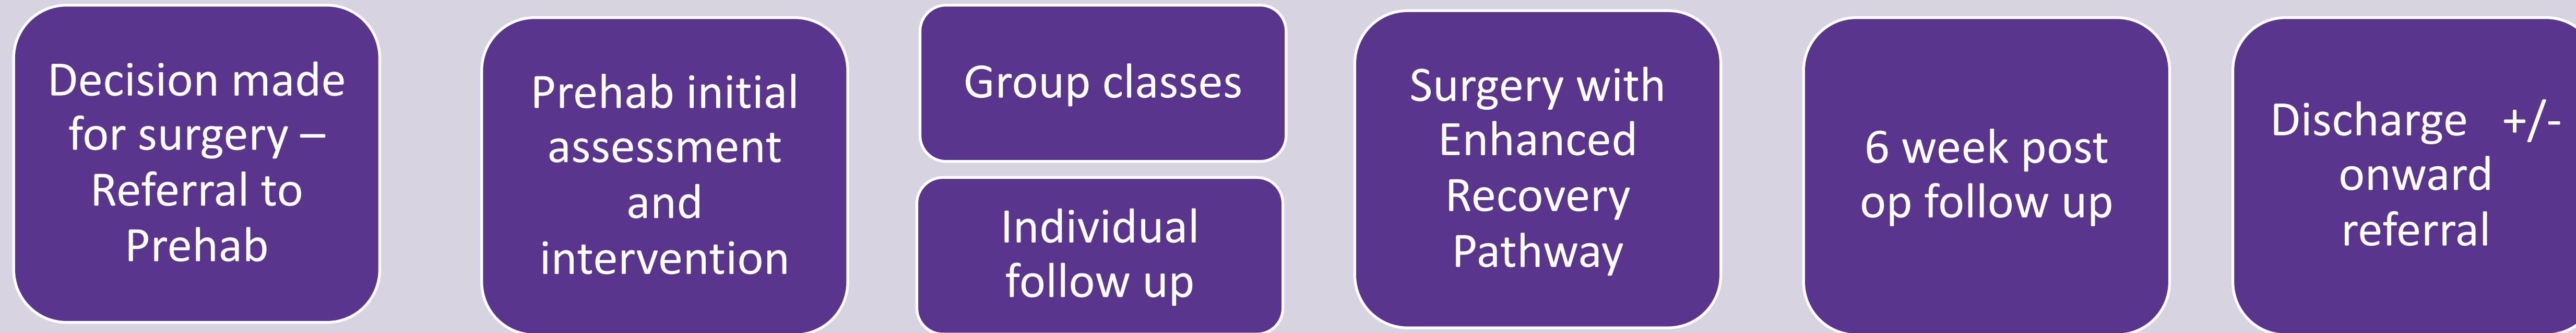 Decision made
for surgery –
Referral to
Prehab
Prehab initial
assessment
and
intervention
Group classes
Individual
follow up
Surgery with
Enhanced
Recovery
Pathway
6 week post
op follow up
Discharge +/-
onward
referral